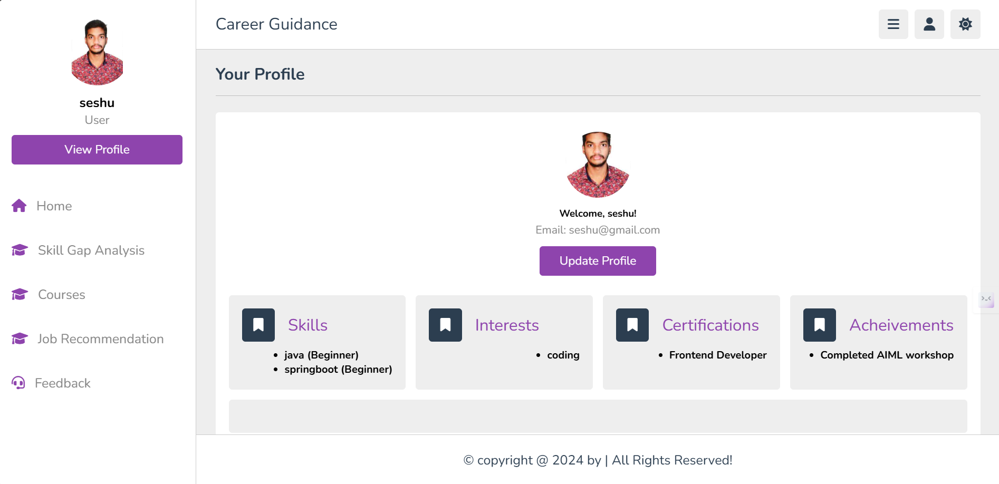 seshu
User
View Profile
Home
Skill Gap Analysis
Courses
Job Recommendation
Feedback
Career Guidance
Your Profile
Welcome, seshu!
Email: seshu@gmail.com
Update Profile
Skills
• java (Beginner)
• springboot (Beginner)
Interests
• coding
Certifications
• Frontend Developer
Acheivements
• Completed AIML workshop
© copyright @ 2024 by | All Rights Reserved!